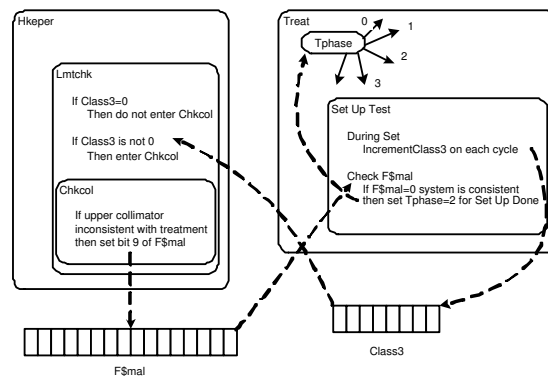 Hkeper
Lmtchk
If Class3=0
Then do not enter Chkcol
If Class3 is not 0
Then enter Chkcol
Chkcol
If upper collimator
inconsistent with treatment
then set bit 9 of F$mal
F$mal
Treat
Tphase
0
1
2
3
Set Up Test
During Set
IncrementClass3 on each cycle
Check F$mal
If F$mal=0 system is consistent
then set Tphase=2 for Set Up Done
Class3